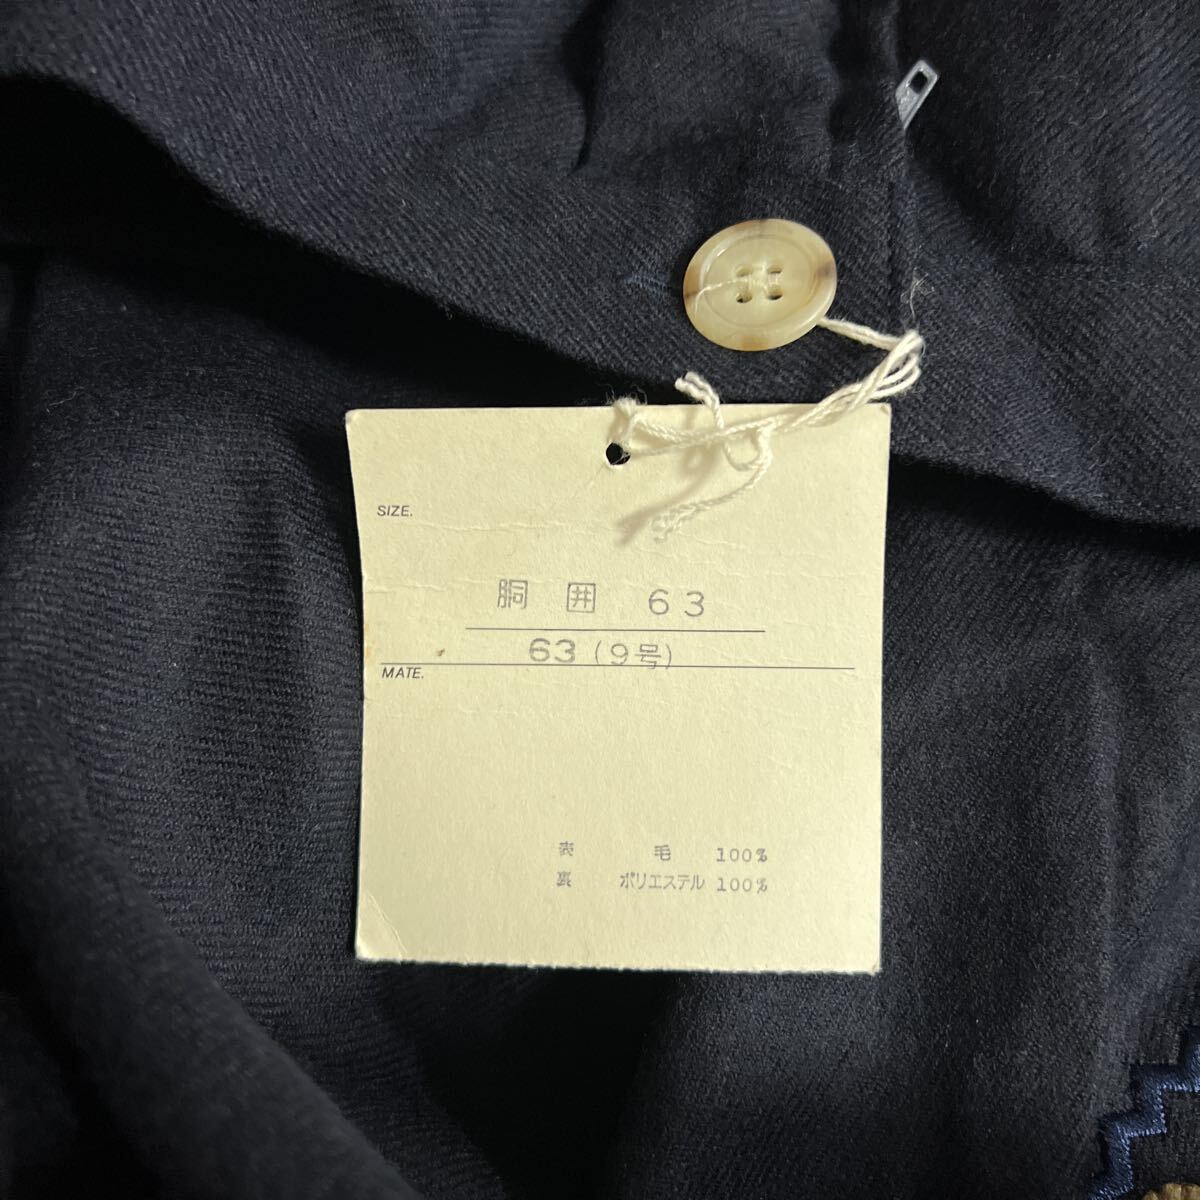 SIZE.
胴囲 63
63 (9号)
MATE.
表 毛 100%
裏 ポリエステル 100%